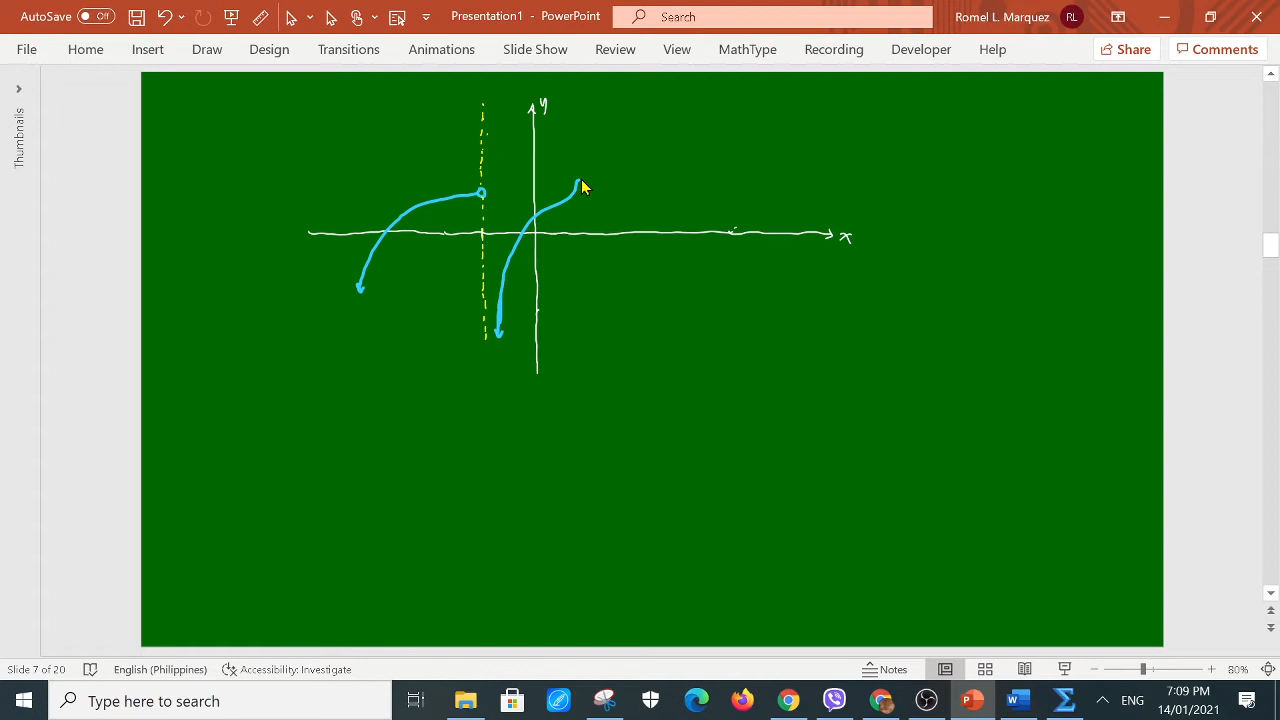 AutoSave Off Presentation1 - PowerPoint Search Romel L. Marquez RL
File Home Insert Draw Design Transitions Animations Slide Show Review View MathType Recording Developer Help Share Comments
Thumbnails
y
x
Slide 7 of 20 English (Philippines) Accessibility: Investigate Notes 80%
Type here to search ENG 7:09 PM
14/01/2021